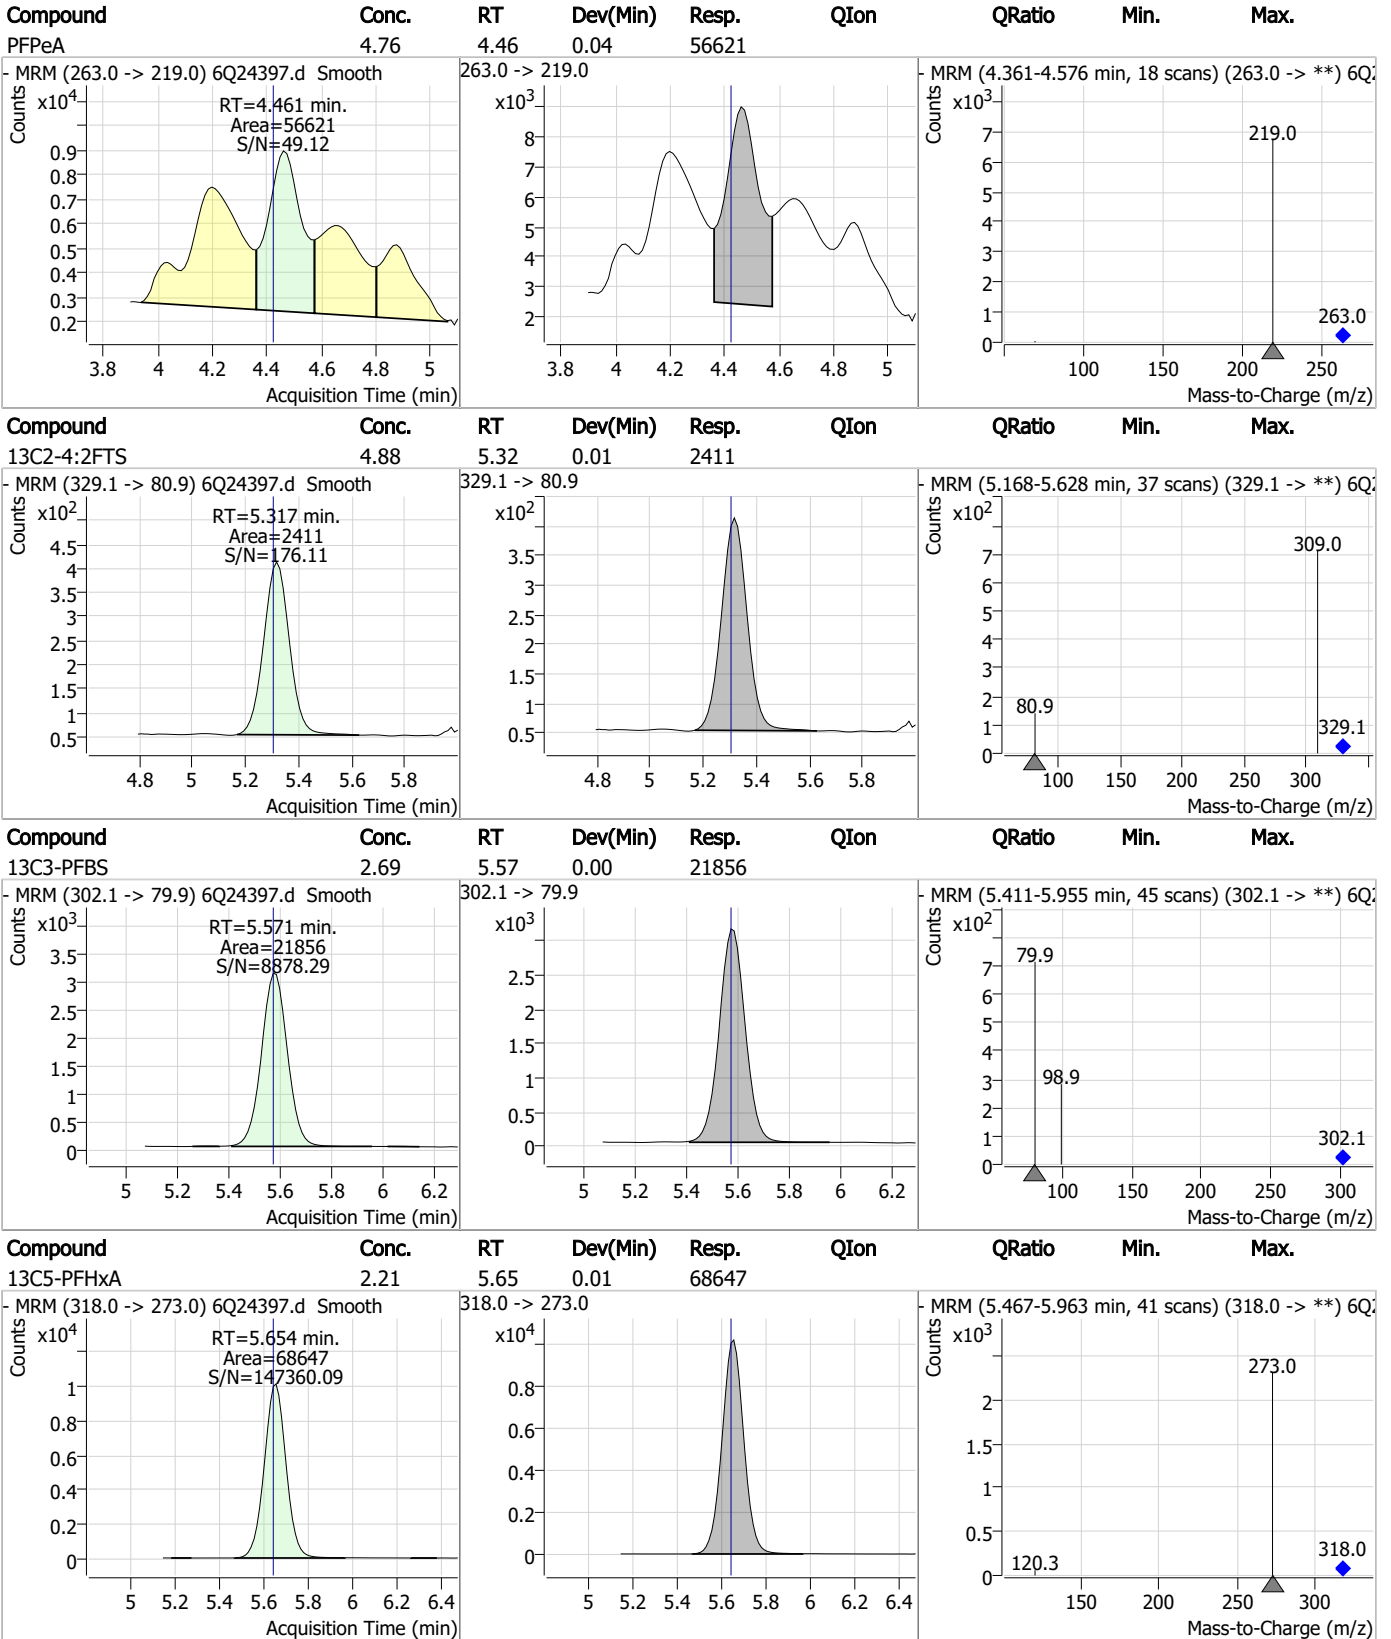 Compound Conc. RT Dev(Min) Resp. QIon QRatio Min. Max.
PFPeA 4.76 4.46 0.04 56621
- MRM (263.0 -> 219.0) 6Q24397.d Smooth
Counts
x10^4
RT=4.461 min.
Area=56621
S/N=49.12
0.9
0.8
0.7
0.6
0.5
0.4
0.3
0.2
3.8 4 4.2 4.4 4.6 4.8 5
Acquisition Time (min)
263.0 -> 219.0
x10^3
8
7
6
5
4
3
2
3.8 4 4.2 4.4 4.6 4.8 5
- MRM (4.361-4.576 min, 18 scans) (263.0 -> **) 6Q2
Counts
x10^3
7
6
5
4
3
2
1
0
219.0
263.0
100 150 200 250
Mass-to-Charge (m/z)
Compound Conc. RT Dev(Min) Resp. QIon QRatio Min. Max.
13C2-4:2FTS 4.88 5.32 0.01 2411
- MRM (329.1 -> 80.9) 6Q24397.d Smooth
Counts
x10^2
RT=5.317 min.
Area=2411
S/N=176.11
4.5
4
3.5
3
2.5
2
1.5
1
0.5
4.8 5 5.2 5.4 5.6 5.8
Acquisition Time (min)
329.1 -> 80.9
x10^2
3.5
3
2.5
2
1.5
1
0.5
4.8 5 5.2 5.4 5.6 5.8
- MRM (5.168-5.628 min, 37 scans) (329.1 -> **) 6Q2
Counts
x10^2
7
6
5
4
3
2
1
0
309.0
80.9
329.1
100 150 200 250 300
Mass-to-Charge (m/z)
Compound Conc. RT Dev(Min) Resp. QIon QRatio Min. Max.
13C3-PFBS 2.69 5.57 0.00 21856
- MRM (302.1 -> 79.9) 6Q24397.d Smooth
Counts
x10^3
RT=5.571 min.
Area=21856
S/N=8878.29
3.5
3
2.5
2
1.5
1
0.5
0
5 5.2 5.4 5.6 5.8 6 6.2
Acquisition Time (min)
302.1 -> 79.9
x10^3
2.5
2
1.5
1
0.5
0
5 5.2 5.4 5.6 5.8 6 6.2
- MRM (5.411-5.955 min, 45 scans) (302.1 -> **) 6Q2
Counts
x10^2
7
6
5
4
3
2
1
0
79.9
98.9
302.1
100 150 200 250 300
Mass-to-Charge (m/z)
Compound Conc. RT Dev(Min) Resp. QIon QRatio Min. Max.
13C5-PFHxA 2.21 5.65 0.01 68647
- MRM (318.0 -> 273.0) 6Q24397.d Smooth
Counts
x10^4
RT=5.654 min.
Area=68647
S/N=147360.09
1
0.8
0.6
0.4
0.2
0
5 5.2 5.4 5.6 5.8 6 6.2 6.4
Acquisition Time (min)
318.0 -> 273.0
x10^4
0.8
0.6
0.4
0.2
0
5 5.2 5.4 5.6 5.8 6 6.2 6.4
- MRM (5.467-5.963 min, 41 scans) (318.0 -> **) 6Q2
Counts
x10^3
2
1.5
1
0.5
0
273.0
120.3
318.0
150 200 250 300
Mass-to-Charge (m/z)